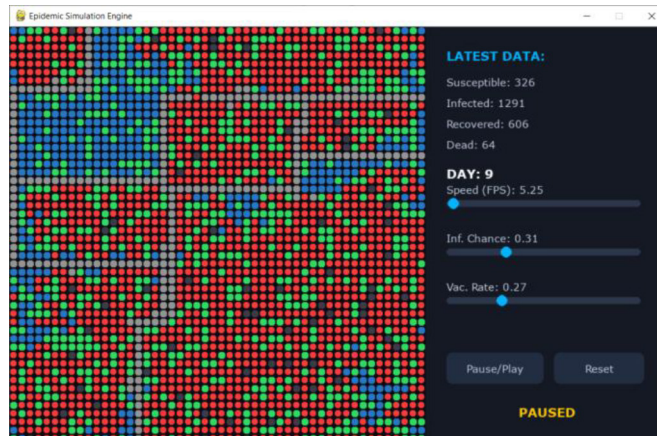 Epidemic Simulation Engine
LATEST DATA:
Susceptible: 326
Infected: 1291
Recovered: 606
Dead: 64
DAY: 9
Speed (FPS): 5.25
Inf. Chance: 0.31
Vac. Rate: 0.27
Pause/Play Reset
PAUSED